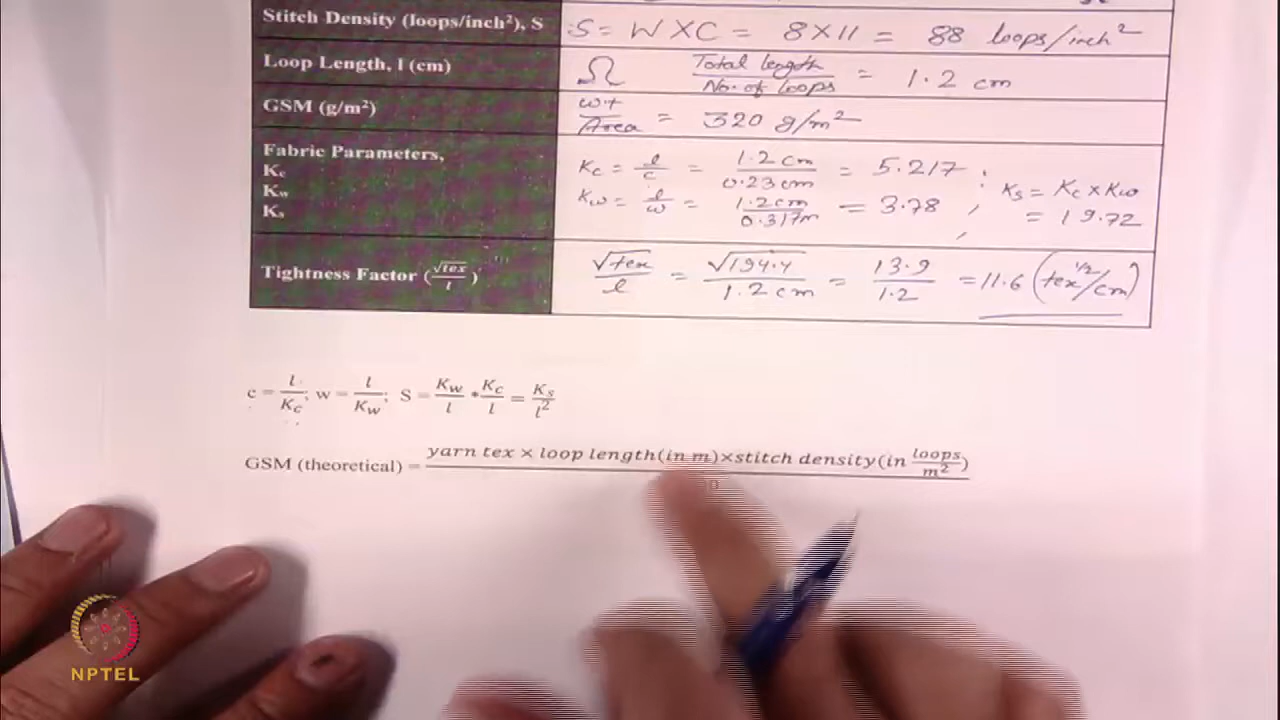 Stitch Density (loops/inch²), S
S = W X C = 8 X 11 = 88 loops/inch²
Loop Length, l (cm)
Total length / No. of loops = 1.2 cm
GSM (g/m²)
wt / Area = 320 g/m²
Fabric Parameters,
Kc
Kw
Ks
Kc = l/c = 1.2 cm / 0.23 cm = 5.217 ;
Kw = l/w = 1.2cm / 0.317m = 3.78 ,
Ks = Kc x Kw
= 19.72
Tightness Factor (√tex / l)
√tex / l = √194.4 / 1.2 cm = 13.9 / 1.2 = 11.6 (tex^1/2/cm)
c = l/Kc; w = l/Kw; S = Kw/l * Kc/l = Ks/l²
GSM (theoretical) = yarn tex × loop length(in m)×stitch density(in loops/m²)
NPTEL